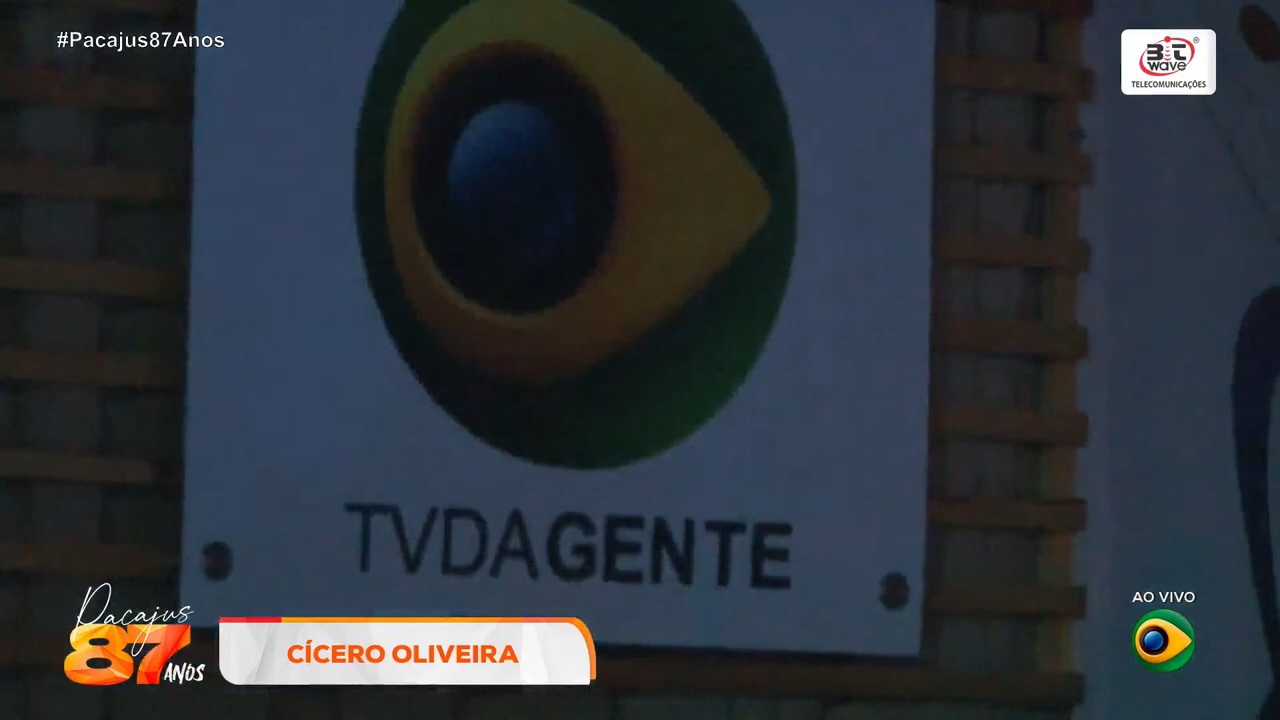 #Pacajus87Anos
BIT
wave
TELECOMUNICAÇÕES
TVDAGENTE
AO VIVO
Pacajus
87
ANOS
CÍCERO OLIVEIRA